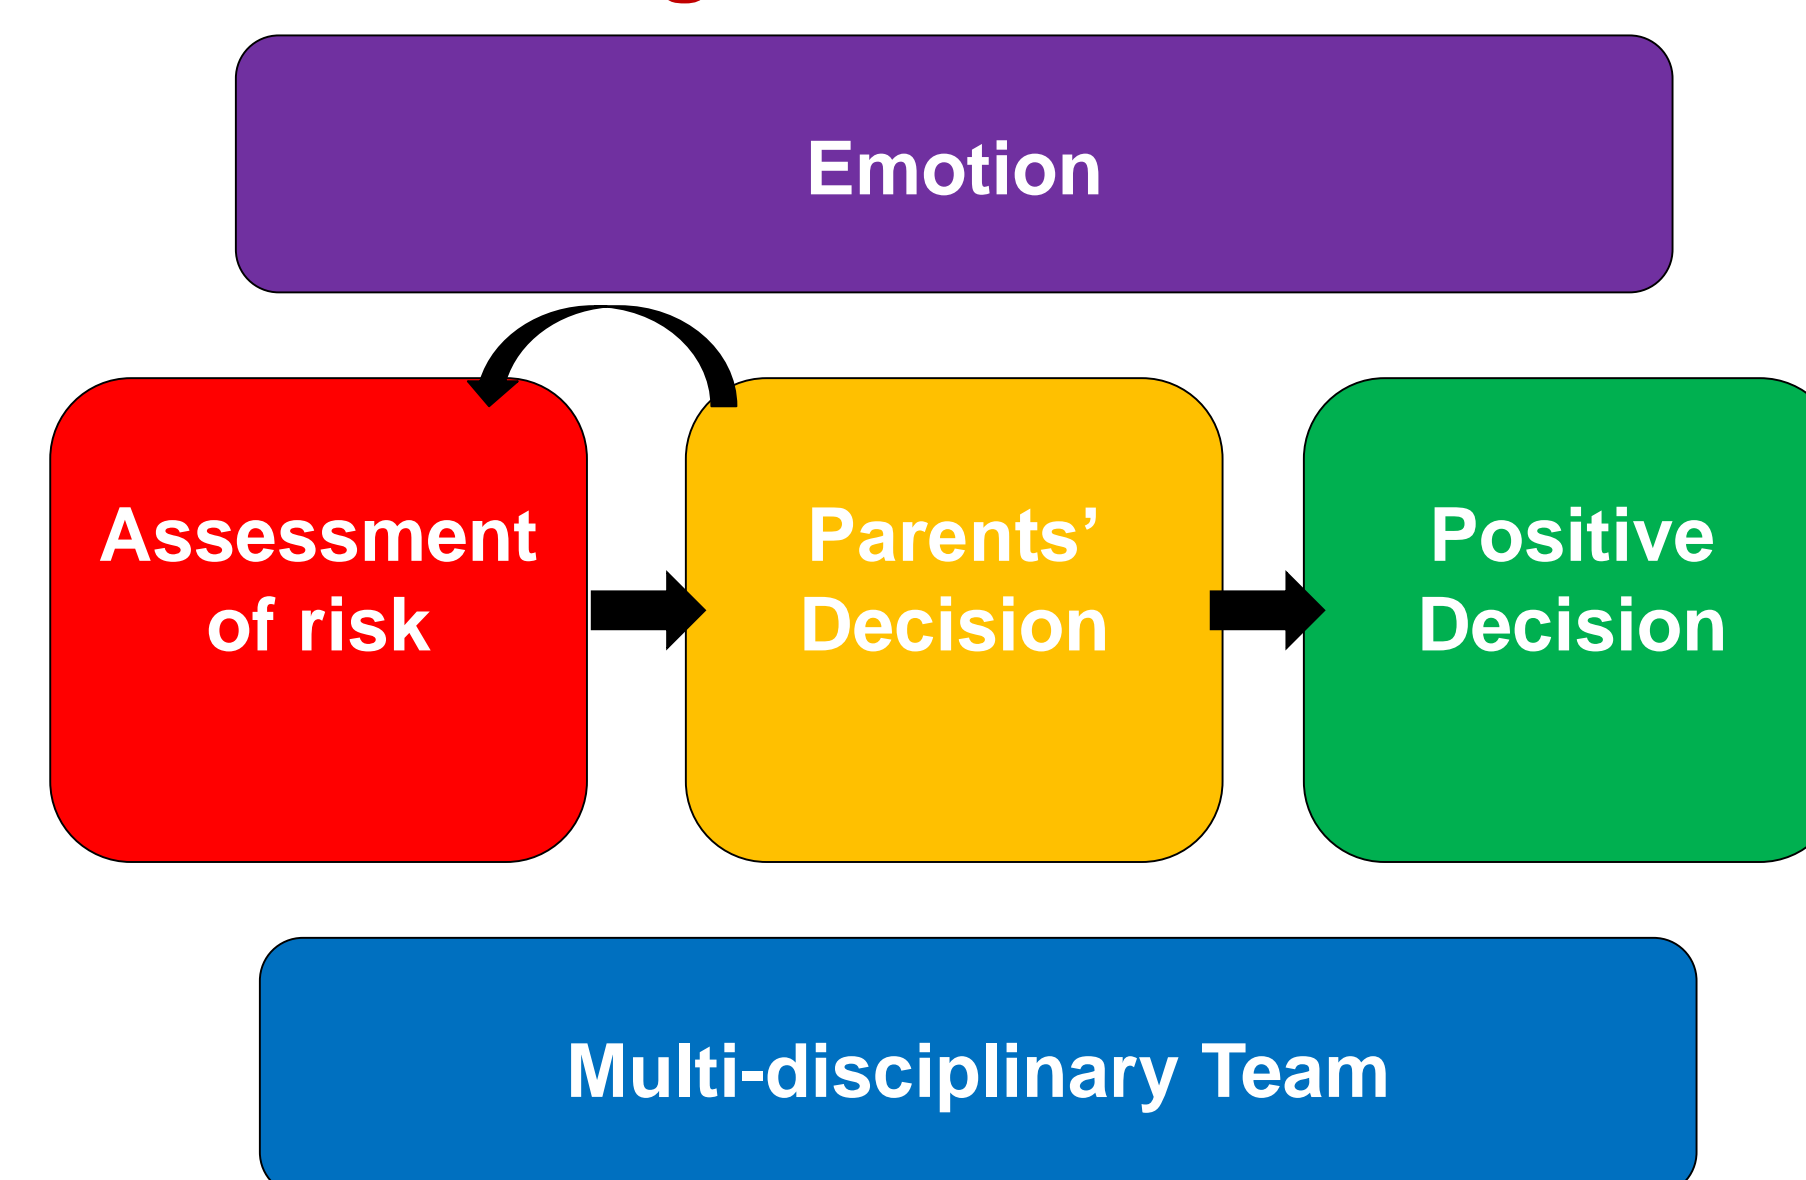 Emotion
Assessment
of risk
Parents’
Decision
Positive
Decision
Multi-disciplinary Team